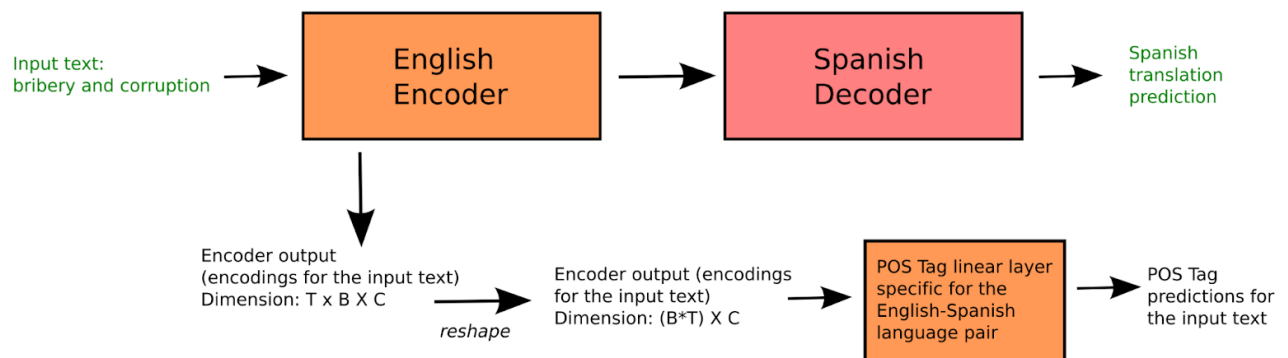 Input text:
bribery and corruption
English
Encoder
Spanish
Decoder
Spanish
translation
prediction
Encoder output
(encodings for the input text)
Dimension: T x B X C
reshape
Encoder output (encodings
for the input text)
Dimension: (B*T) X C
POS Tag linear layer
specific for the
English-Spanish
language pair
POS Tag
predictions for
the input text